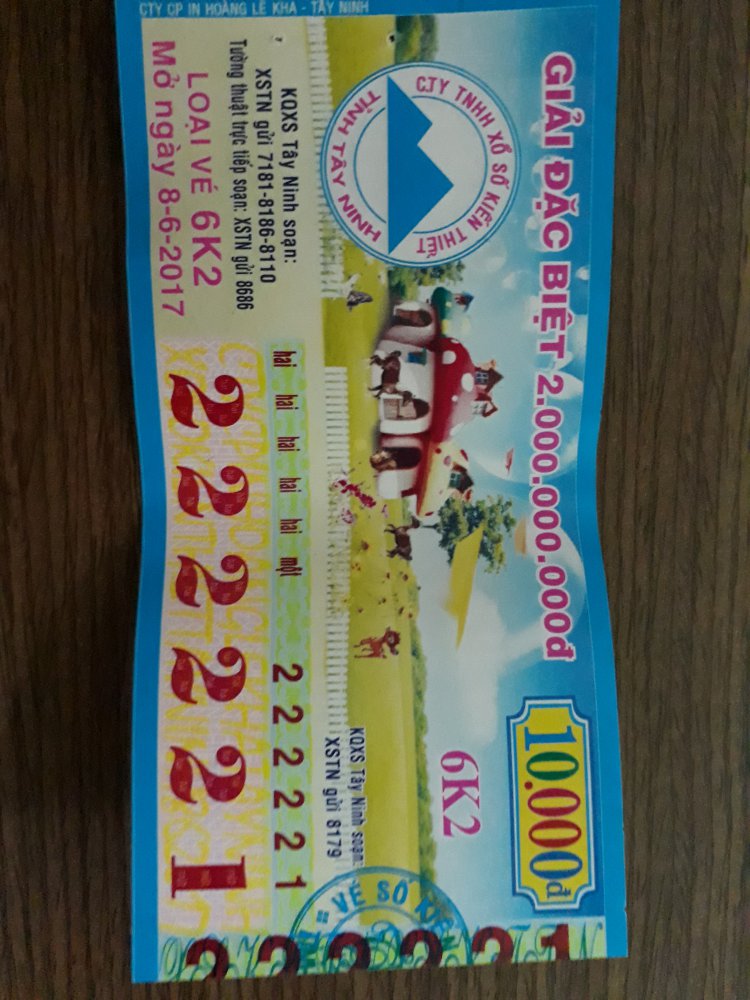 CTY CP IN HOÀNG LÊ KHA - TÂY NINH
GIẢI ĐẶC BIỆT 2.000.000.000đ
10.000đ
CTY TNHH XỔ SỐ KIẾN THIẾT
TỈNH TÂY NINH
6K2
KQXS Tây Ninh soạn:
XSTN gửi 8179
KQXS Tây Ninh soạn:
XSTN gửi 7181-8186-8110
Tường thuật trực tiếp soạn: XSTN gửi 8686
hai hai hai hai hai một
2 2 2 2 2 1
LOẠI VÉ 6K2
Mở ngày 8-6-2017
222221
VÉ SỐ KIẾ